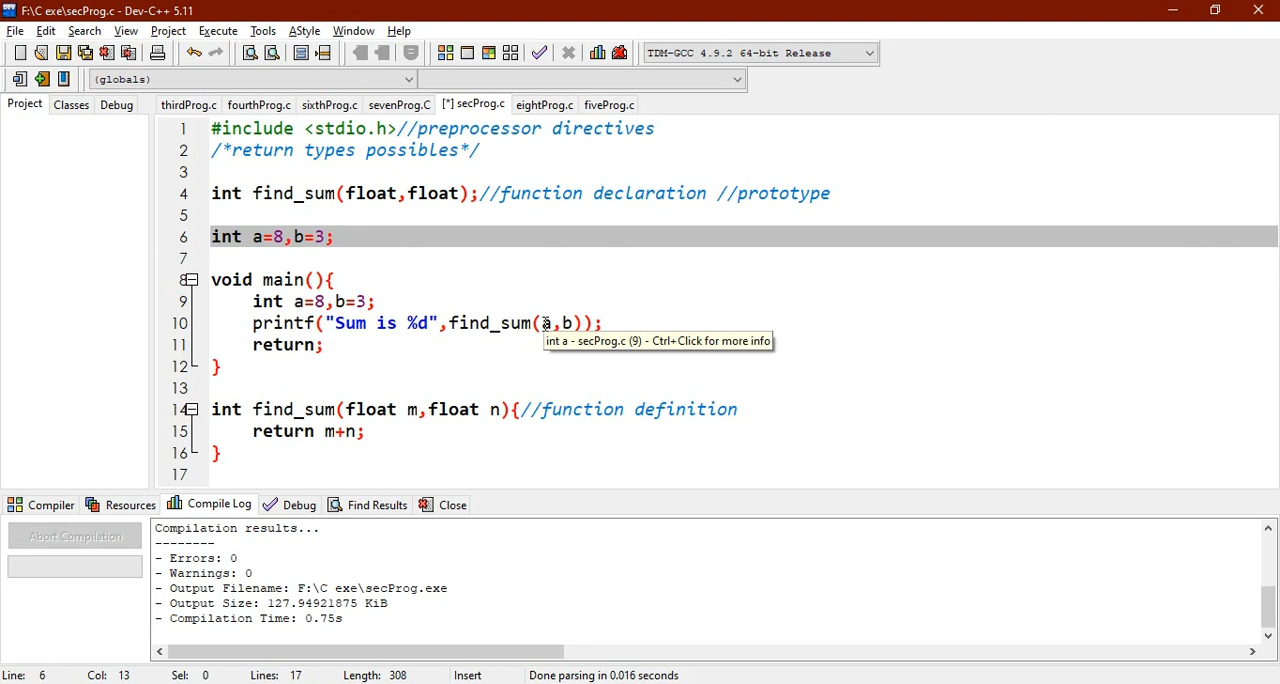 F:\C exe\secProg.c - Dev-C++ 5.11
File Edit Search View Project Execute Tools AStyle Window Help
TDM-GCC 4.9.2 64-bit Release
(globals)
Project Classes Debug thirdProg.c fourthProg.c sixthProg.c sevenProg.C [*] secProg.c eightProg.c fiveProg.c
1 #include <stdio.h>//preprocessor directives
2 /*return types possibles*/
3
4 int find_sum(float,float);//function declaration //prototype
5
6 int a=8,b=3;
7
8 void main(){
9 int a=8,b=3;
10 printf("Sum is %d",find_sum(a,b));
int a - secProg.c (9) - Ctrl+Click for more info
11 return;
12 }
13
14 int find_sum(float m,float n){//function definition
15 return m+n;
16 }
17
Compiler Resources Compile Log Debug Find Results Close
Abort Compilation
Compilation results...
--------
- Errors: 0
- Warnings: 0
- Output Filename: F:\C exe\secProg.exe
- Output Size: 127.94921875 KiB
- Compilation Time: 0.75s
Line: 6 Col: 13 Sel: 0 Lines: 17 Length: 308 Insert Done parsing in 0.016 seconds